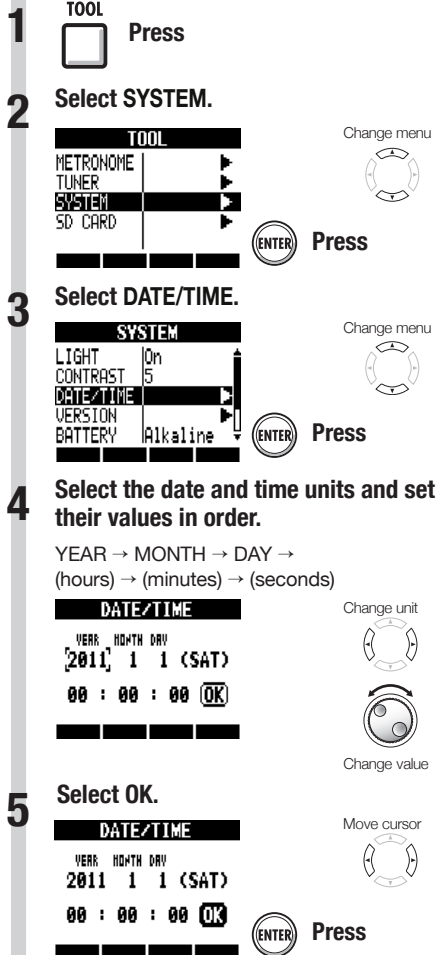 1
TOOL
Press
2
Select SYSTEM.
TOOL
METRONOME
TUNER
SYSTEM
SD CARD
Change menu
ENTER
Press
3
Select DATE/TIME.
SYSTEM
LIGHT On
CONTRAST 5
DATE/TIME
VERSION
BATTERY Alkaline
Change menu
ENTER
Press
4
Select the date and time units and set
their values in order.
YEAR → MONTH → DAY →
(hours) → (minutes) → (seconds)
DATE/TIME
YEAR MONTH DAY
[2011] 1 1 (SAT)
00 : 00 : 00 OK
Change unit
Change value
5
Select OK.
DATE/TIME
YEAR MONTH DAY
2011 1 1 (SAT)
00 : 00 : 00 OK
Move cursor
ENTER
Press